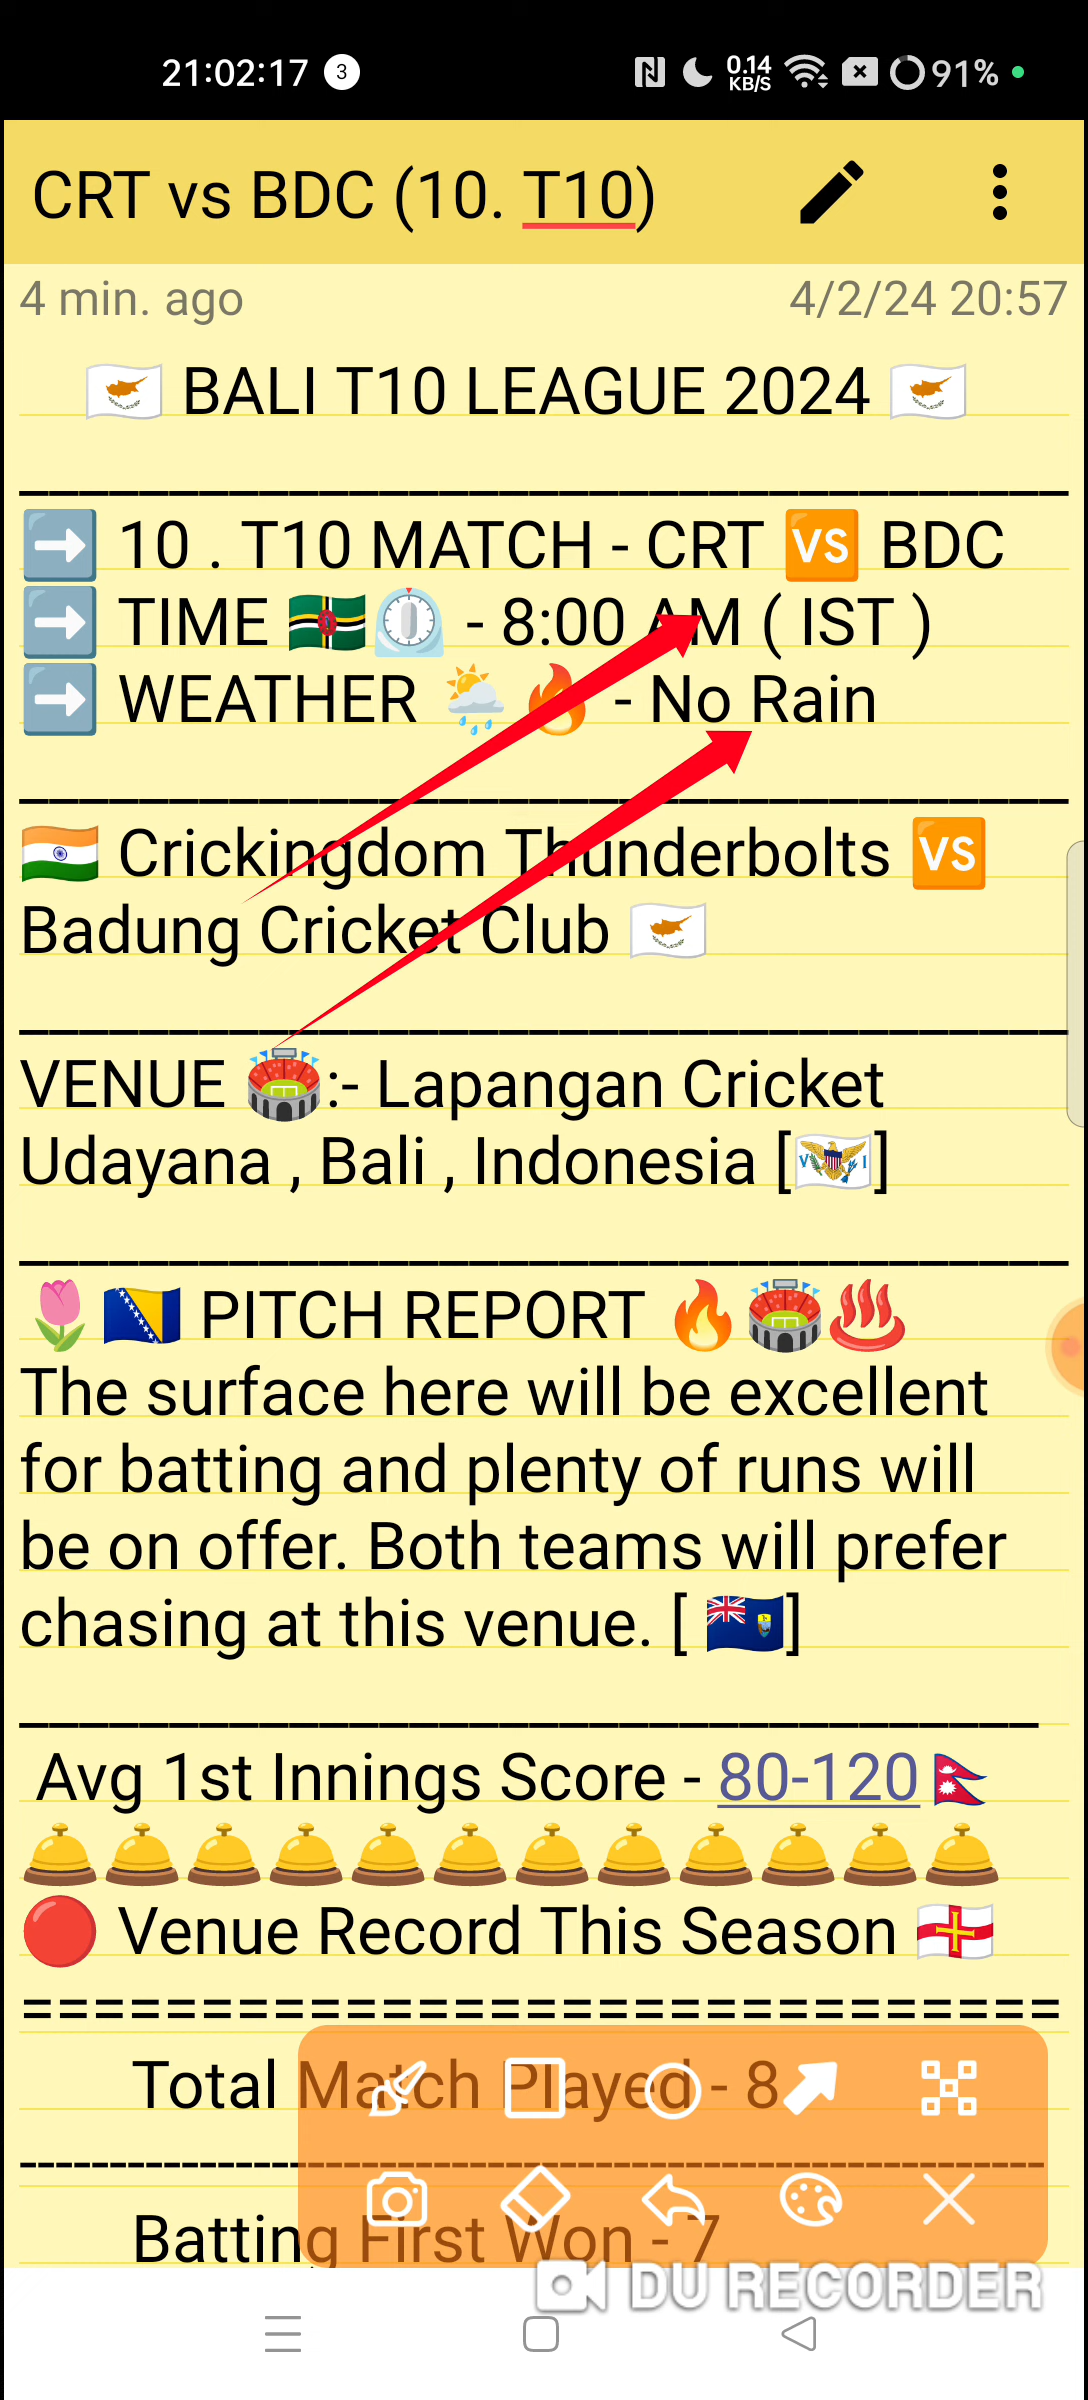 21:02:17 3 0.14 KB/S 91%
CRT vs BDC (10. T10)
4 min. ago 4/2/24 20:57
BALI T10 LEAGUE 2024
10 . T10 MATCH - CRT VS BDC
TIME - 8:00 AM ( IST )
WEATHER - No Rain
Crickingdom Thunderbolts VS
Badung Cricket Club
VENUE :- Lapangan Cricket
Udayana , Bali , Indonesia []
PITCH REPORT
The surface here will be excellent
for batting and plenty of runs will
be on offer. Both teams will prefer
chasing at this venue. [ ]
Avg 1st Innings Score - 80-120
Venue Record This Season
==============================
Total Match Played - 8
Batting First Won - 7
DU RECORDER